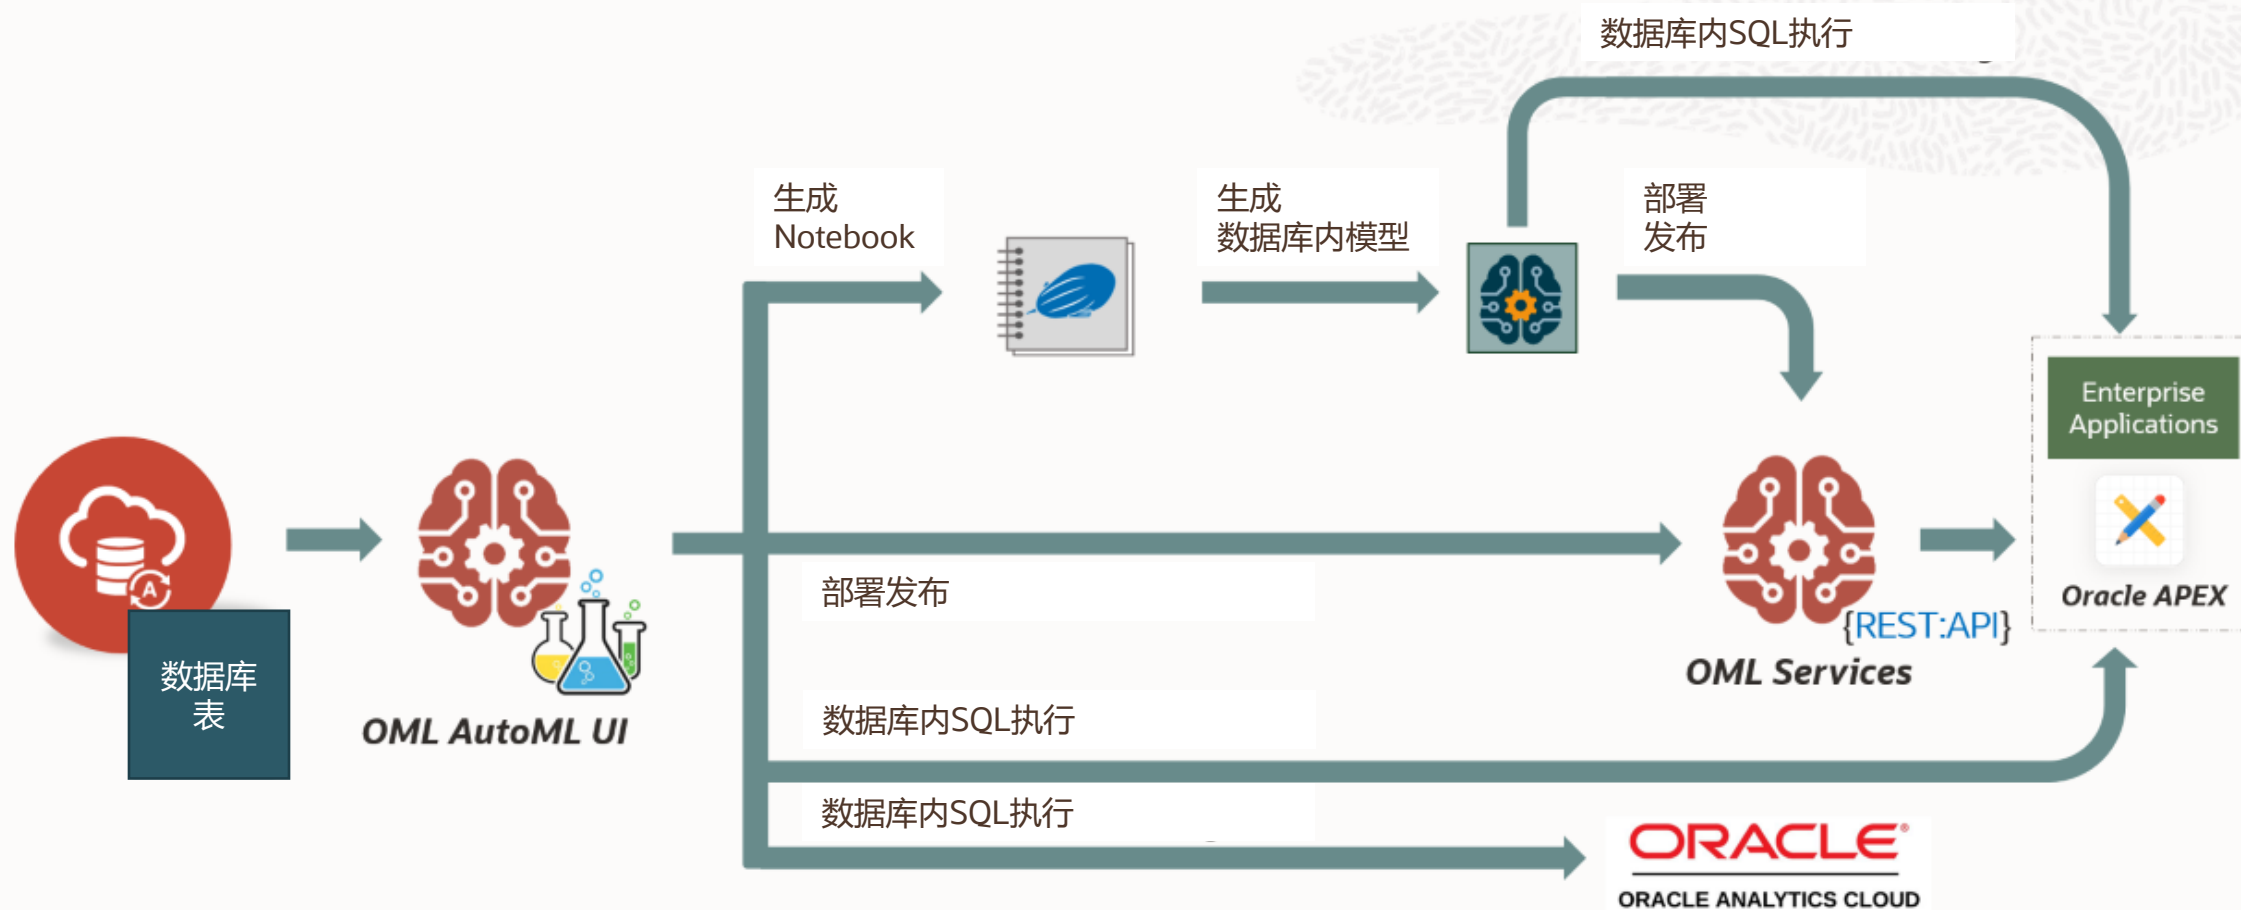 数据库内SQL执行
生成
Notebook
生成
数据库内模型
部署
发布
Enterprise
Applications
A
部署发布
Oracle APEX
{REST:API}
OML Services
数据库
表
OML AutoML UI
数据库内SQL执行
数据库内SQL执行
ORACLE®
ORACLE ANALYTICS CLOUD